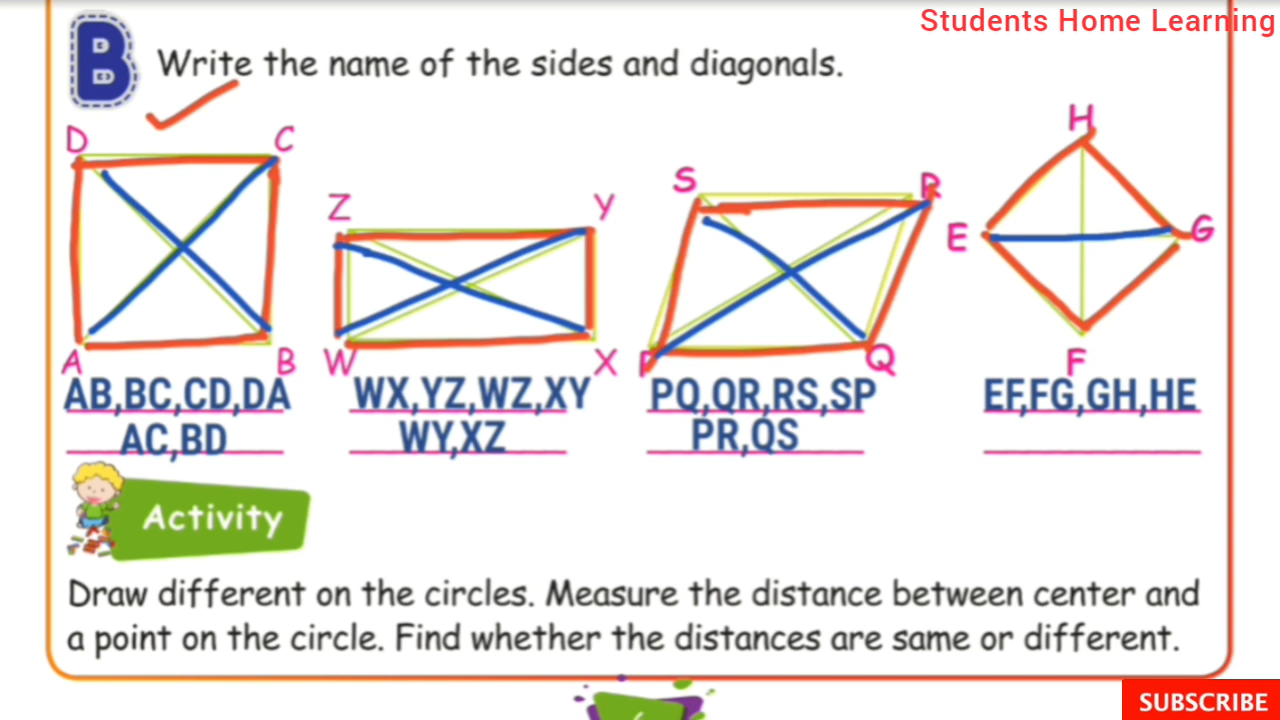 Students Home Learning
B
Write the name of the sides and diagonals.
D C
A B
Z Y
W X
S R
P Q
H
E G
F
AB,BC,CD,DA WX,YZ,WZ,XY PQ,QR,RS,SP EF,FG,GH,HE
AC,BD WY,XZ PR,QS
Activity
Draw different on the circles. Measure the distance between center and
a point on the circle. Find whether the distances are same or different.
SUBSCRIBE